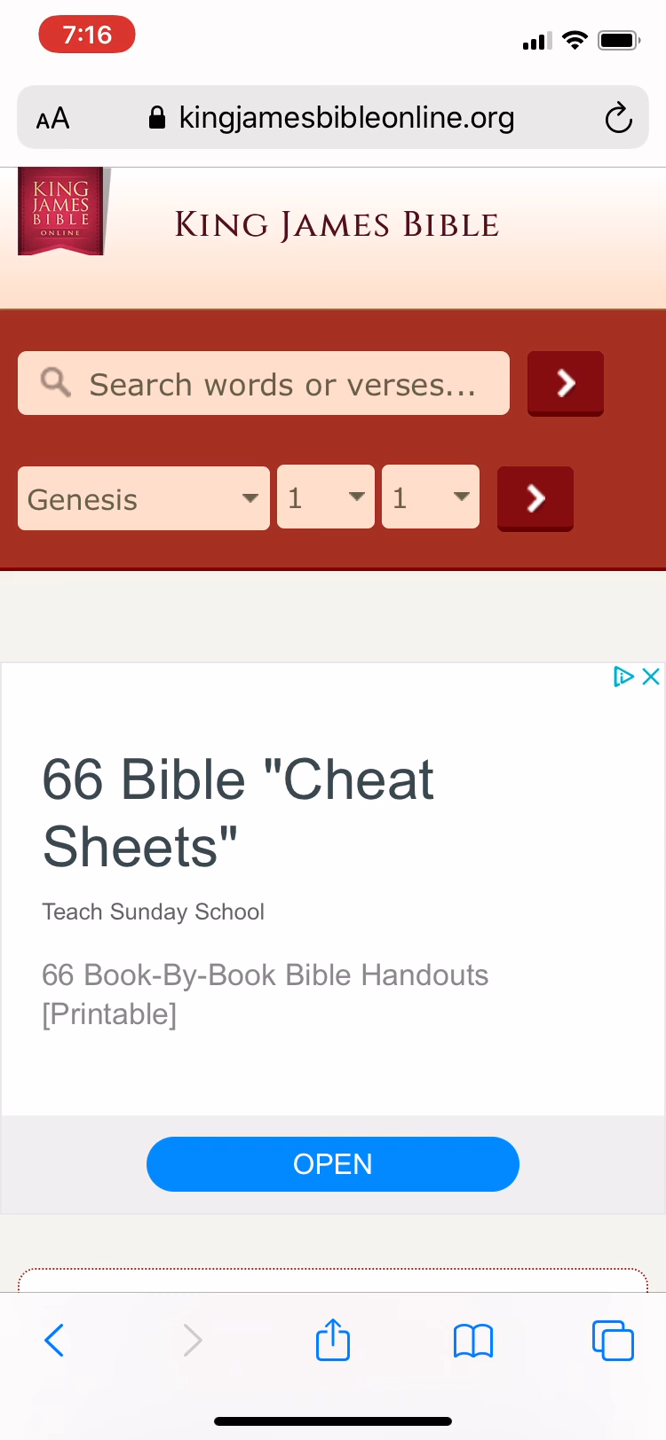 7:16
AA kingjamesbibleonline.org
KING
JAMES
BIBLE
ONLINE
KING JAMES BIBLE
Search words or verses...
Genesis 1 1
66 Bible "Cheat
Sheets"
Teach Sunday School
66 Book-By-Book Bible Handouts
[Printable]
OPEN